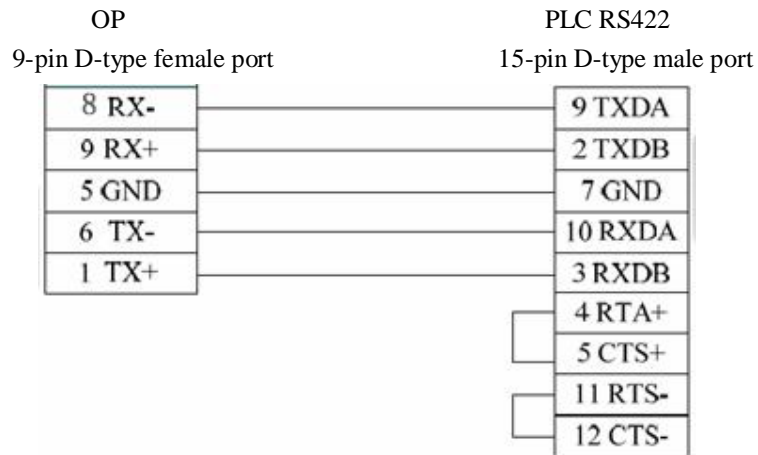 OP PLC RS422
9-pin D-type female port 15-pin D-type male port
8 RX- 9 TXDA
9 RX+ 2 TXDB
5 GND 7 GND
6 TX- 10 RXDA
1 TX+ 3 RXDB
4 RTA+
5 CTS+
11 RTS-
12 CTS-